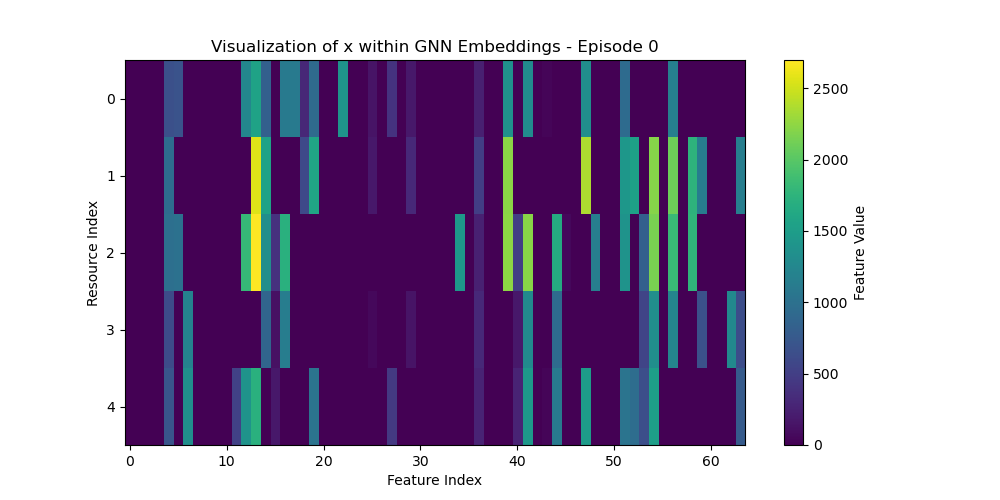 Visualization of x within GNN Embeddings - Episode 0
Resource Index
0
1
2
3
4
0 10 20 30 40 50 60
Feature Index
2500
2000
1500
1000
500
0
Feature Value